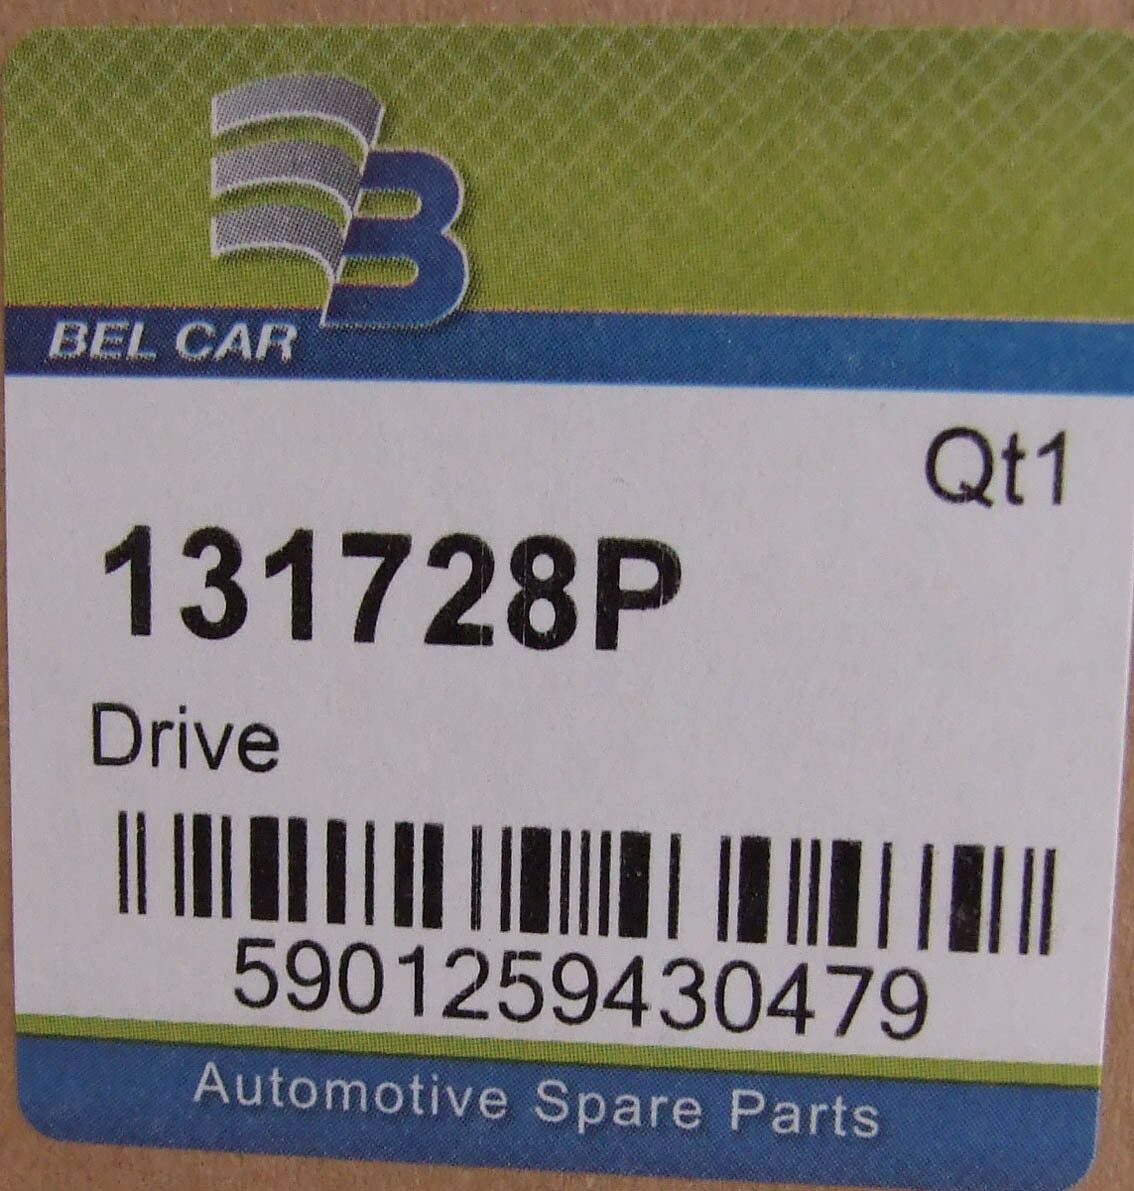 B
BEL CAR
Qt1
131728P
Drive
5901259430479
Automotive Spare Parts